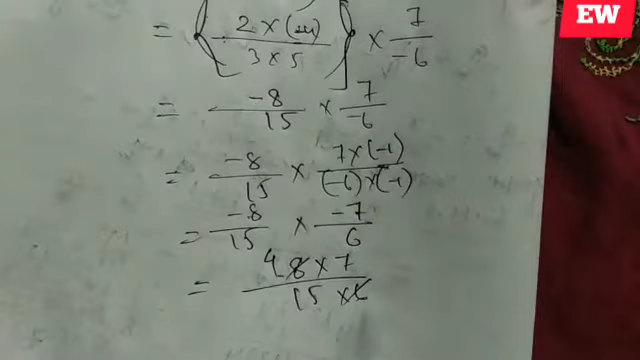 EW
= { 2 × (-4) / 3 × 5 } × 7 / -6
= -8 / 15 × 7 / -6
= -8 / 15 × 7×(-1) / (-6)×(-1)
= -8 / 15 × -7 / 6
= 4 8 × 7 / 15 × 6